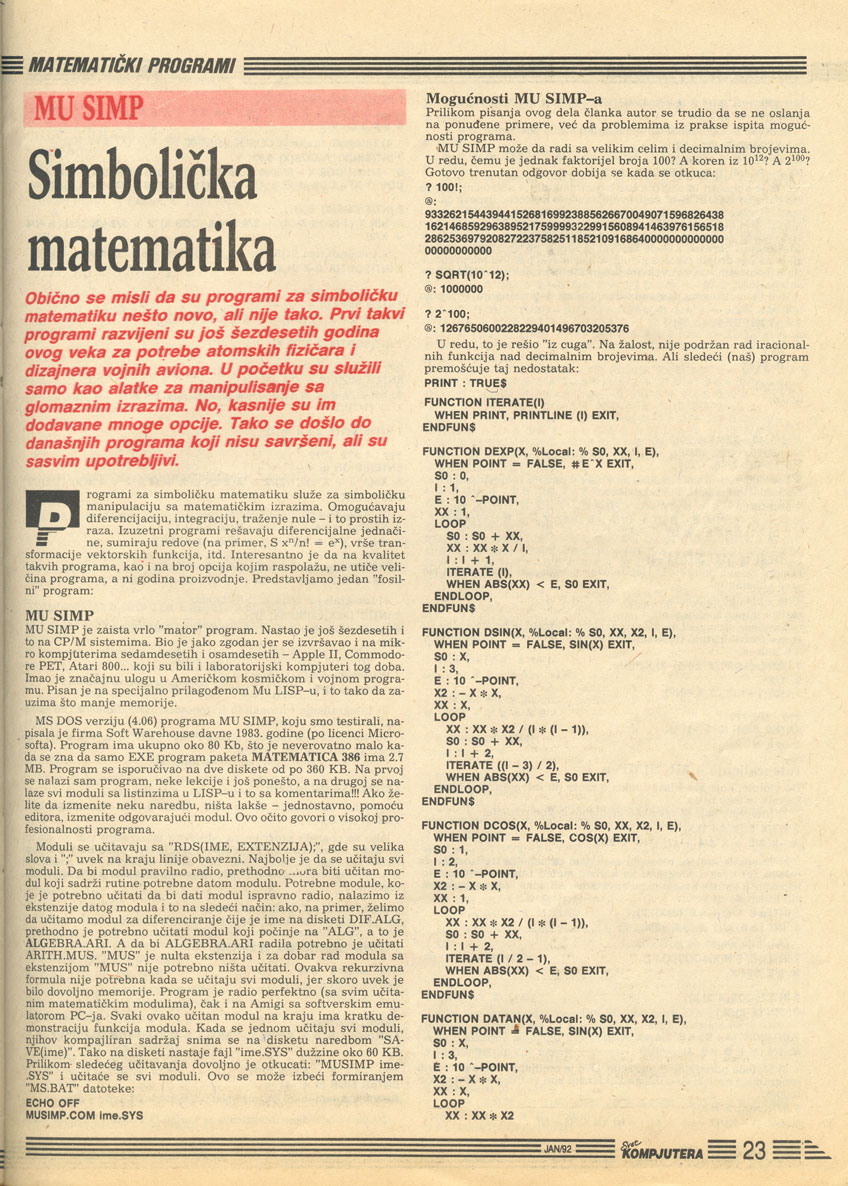 MATEMATIČKI PROGRAMI
MU SIMP
Simbolička
matematika
Obično se misli da su programi za simboličku
matematiku nešto novo, ali nije tako. Prvi takvi
programi razvijeni su još šezdesetih godina
ovog veka za potrebe atomskih fizičara i
dizajnera vojnih aviona. U početku su služili
samo kao alatke za manipulisanje sa
glomaznim izrazima. No, kasnije su im
dodavane mnoge opcije. Tako se došlo do
današnjih programa koji nisu savršeni, ali su
sasvim upotrebljivi.
Programi za simboličku matematiku služe za simboličku
manipulaciju sa matematičkim izrazima. Omogućavaju
diferencijaciju, integraciju, traženje nule – i to prostih iz-
raza. Izuzetni programi rešavaju diferencijalne jednači-
ne, sumiraju redove (na primer, S xⁿ/n! = eˣ), vrše tran-
sformacije vektorskih funkcija, itd. Interesantno je da na kvalitet
takvih programa, kao i na broj opcija kojim raspolažu, ne utiče veli-
čina programa, a ni godina proizvodnje. Predstavljamo jedan "fosil-
ni" program:
MU SIMP
MU SIMP je zaista vrlo "mator" program. Nastao je još šezdesetih i
to na CP/M sistemima. Bio je jako zgodan jer se izvršavao i na mik-
ro kompjuterima sedamdesetih i osamdesetih – Apple II, Commodo-
re PET, Atari 800... koji su bili i laboratorijski kompjuteri tog doba.
Imao je značajnu ulogu u Američkom kosmičkom i vojnom progra-
mu. Pisan je na specijalno prilagođenom Mu LISP–u, i to tako da za-
uzima što manje memorije.
MS DOS verziju (4.06) programa MU SIMP, koju smo testirali, na-
pisala je firma Soft Warehouse davne 1983. godine (po licenci Micro-
softa). Program ima ukupno oko 80 Kb, što je neverovatno malo ka-
da se zna da samo EXE program paketa MATEMATICA 386 ima 2.7
MB. Program se isporučivao na dve diskete od po 360 KB. Na prvoj
se nalazi sam program, neke lekcije i još ponešto, a na drugoj se na-
laze svi moduli sa listinzima u LISP–u i to sa komentarima!!! Ako že-
lite da izmenite neku naredbu, ništa lakše – jednostavno, pomoću
editora, izmenite odgovarajući modul. Ovo očito govori o visokoj pro-
fesionalnosti programa.
Moduli se učitavaju sa "RDS(IME, EXTENZIJA);", gde su velika
slova i ";" uvek na kraju linije obavezni. Najbolje je da se učitaju svi
moduli. Da bi modul pravilno radio, prethodno mora biti učitan mo-
dul koji sadrži rutine potrebne datom modulu. Potrebne module, ko-
je je potrebno učitati da bi dati modul ispravno radio, nalazimo iz
ekstenzije datog modula i to na sledeći način: ako, na primer, želimo
da učitamo modul za diferenciranje čije je ime na disketi DIF.ALG,
prethodno je potrebno učitati modul koji počinje na "ALG", a to je
ALGEBRA.ARI. A da bi ALGEBRA.ARI radila potrebno je učitati
ARITH.MUS. "MUS" je nulta ekstenzija i za dobar rad modula sa
ekstenzijom "MUS" nije potrebno ništa učitati. Ovakva rekurzivna
formula nije potrebna kada se učitaju svi moduli, jer skoro uvek je
bilo dovoljno memorije. Program je radio perfektno (sa svim učita-
nim matematičkim modulima), čak i na Amigi sa softverskim emu-
latorom PC–ja. Svaki ovako učitan modul na kraju ima kratku de-
monstraciju funkcija modula. Kada se jednom učitaju svi moduli,
njihov kompajliran sadržaj snima se na disketu naredbom "SA-
VE(ime)". Tako na disketi nastaje fajl "ime.SYS" dužzine oko 60 KB.
Prilikom sledećeg učitavanja dovoljno je otkucati: "MUSIMP ime-
.SYS" i učitaće se svi moduli. Ovo se može izbeći formiranjem
"MS.BAT" datoteke:
ECHO OFF
MUSIMP.COM ime.SYS
Mogućnosti MU SIMP–a
Prilikom pisanja ovog dela članka autor se trudio da se ne oslanja
na ponuđene primere, već da problemima iz prakse ispita moguć-
nosti programa.
MU SIMP može da radi sa velikim celim i decimalnim brojevima.
U redu, čemu je jednak faktorijel broja 100? A koren iz 10¹²? A 2¹⁰⁰?
Gotovo trenutan odgovor dobija se kada se otkuca:
? 100!;
@:
93326215443944152681699238856266700490715968264381
16214685929638952175999932299156089414639761565182
86253697920827223758251185210916864000000000000
00000000000
? SQRT(10^12);
@: 1000000
? 2^100;
@: 1267650600228229401496703205376
U redu, to je rešio "iz cuga". Na žalost, nije podržan rad iracional-
nih funkcija nad decimalnim brojevima. Ali sledeći (naš) program
premošćuje taj nedostatak:
PRINT : TRUE$
FUNCTION ITERATE(I)
WHEN PRINT, PRINTLINE (I) EXIT,
ENDFUN$
FUNCTION DEXP(X, %Local: % S0, XX, I, E),
WHEN POINT = FALSE, #E^X EXIT,
S0 : 0,
I : 1,
E : 10 ^–POINT,
XX : 1,
LOOP
S0 : S0 + XX,
XX : XX * X / I,
I : I + 1,
ITERATE (I),
WHEN ABS(XX) < E, S0 EXIT,
ENDLOOP,
ENDFUN$
FUNCTION DSIN(X, %Local: % S0, XX, X2, I, E),
WHEN POINT = FALSE, SIN(X) EXIT,
S0 : X,
I : 3,
E : 10 ^–POINT,
X2 : – X * X,
XX : X,
LOOP
XX : XX * X2 / (I * (I – 1)),
S0 : S0 + XX,
I : I + 2,
ITERATE ((I – 3) / 2),
WHEN ABS(XX) < E, S0 EXIT,
ENDLOOP,
ENDFUN$
FUNCTION DCOS(X, %Local: % S0, XX, X2, I, E),
WHEN POINT = FALSE, COS(X) EXIT,
S0 : 1,
I : 2,
E : 10 ^–POINT,
X2 : – X * X,
XX : 1,
LOOP
XX : XX * X2 / (I * (I – 1)),
S0 : S0 + XX,
I : I + 2,
ITERATE (I / 2 – 1),
WHEN ABS(XX) < E, S0 EXIT,
ENDLOOP,
ENDFUN$
FUNCTION DATAN(X, %Local: % S0, XX, X2, I, E),
WHEN POINT = FALSE, SIN(X) EXIT,
S0 : X,
I : 3,
E : 10 ^–POINT,
X2 : – X * X,
XX : X,
LOOP
XX : XX * X2
JAN/92
Svet KOMPJUTERA
23